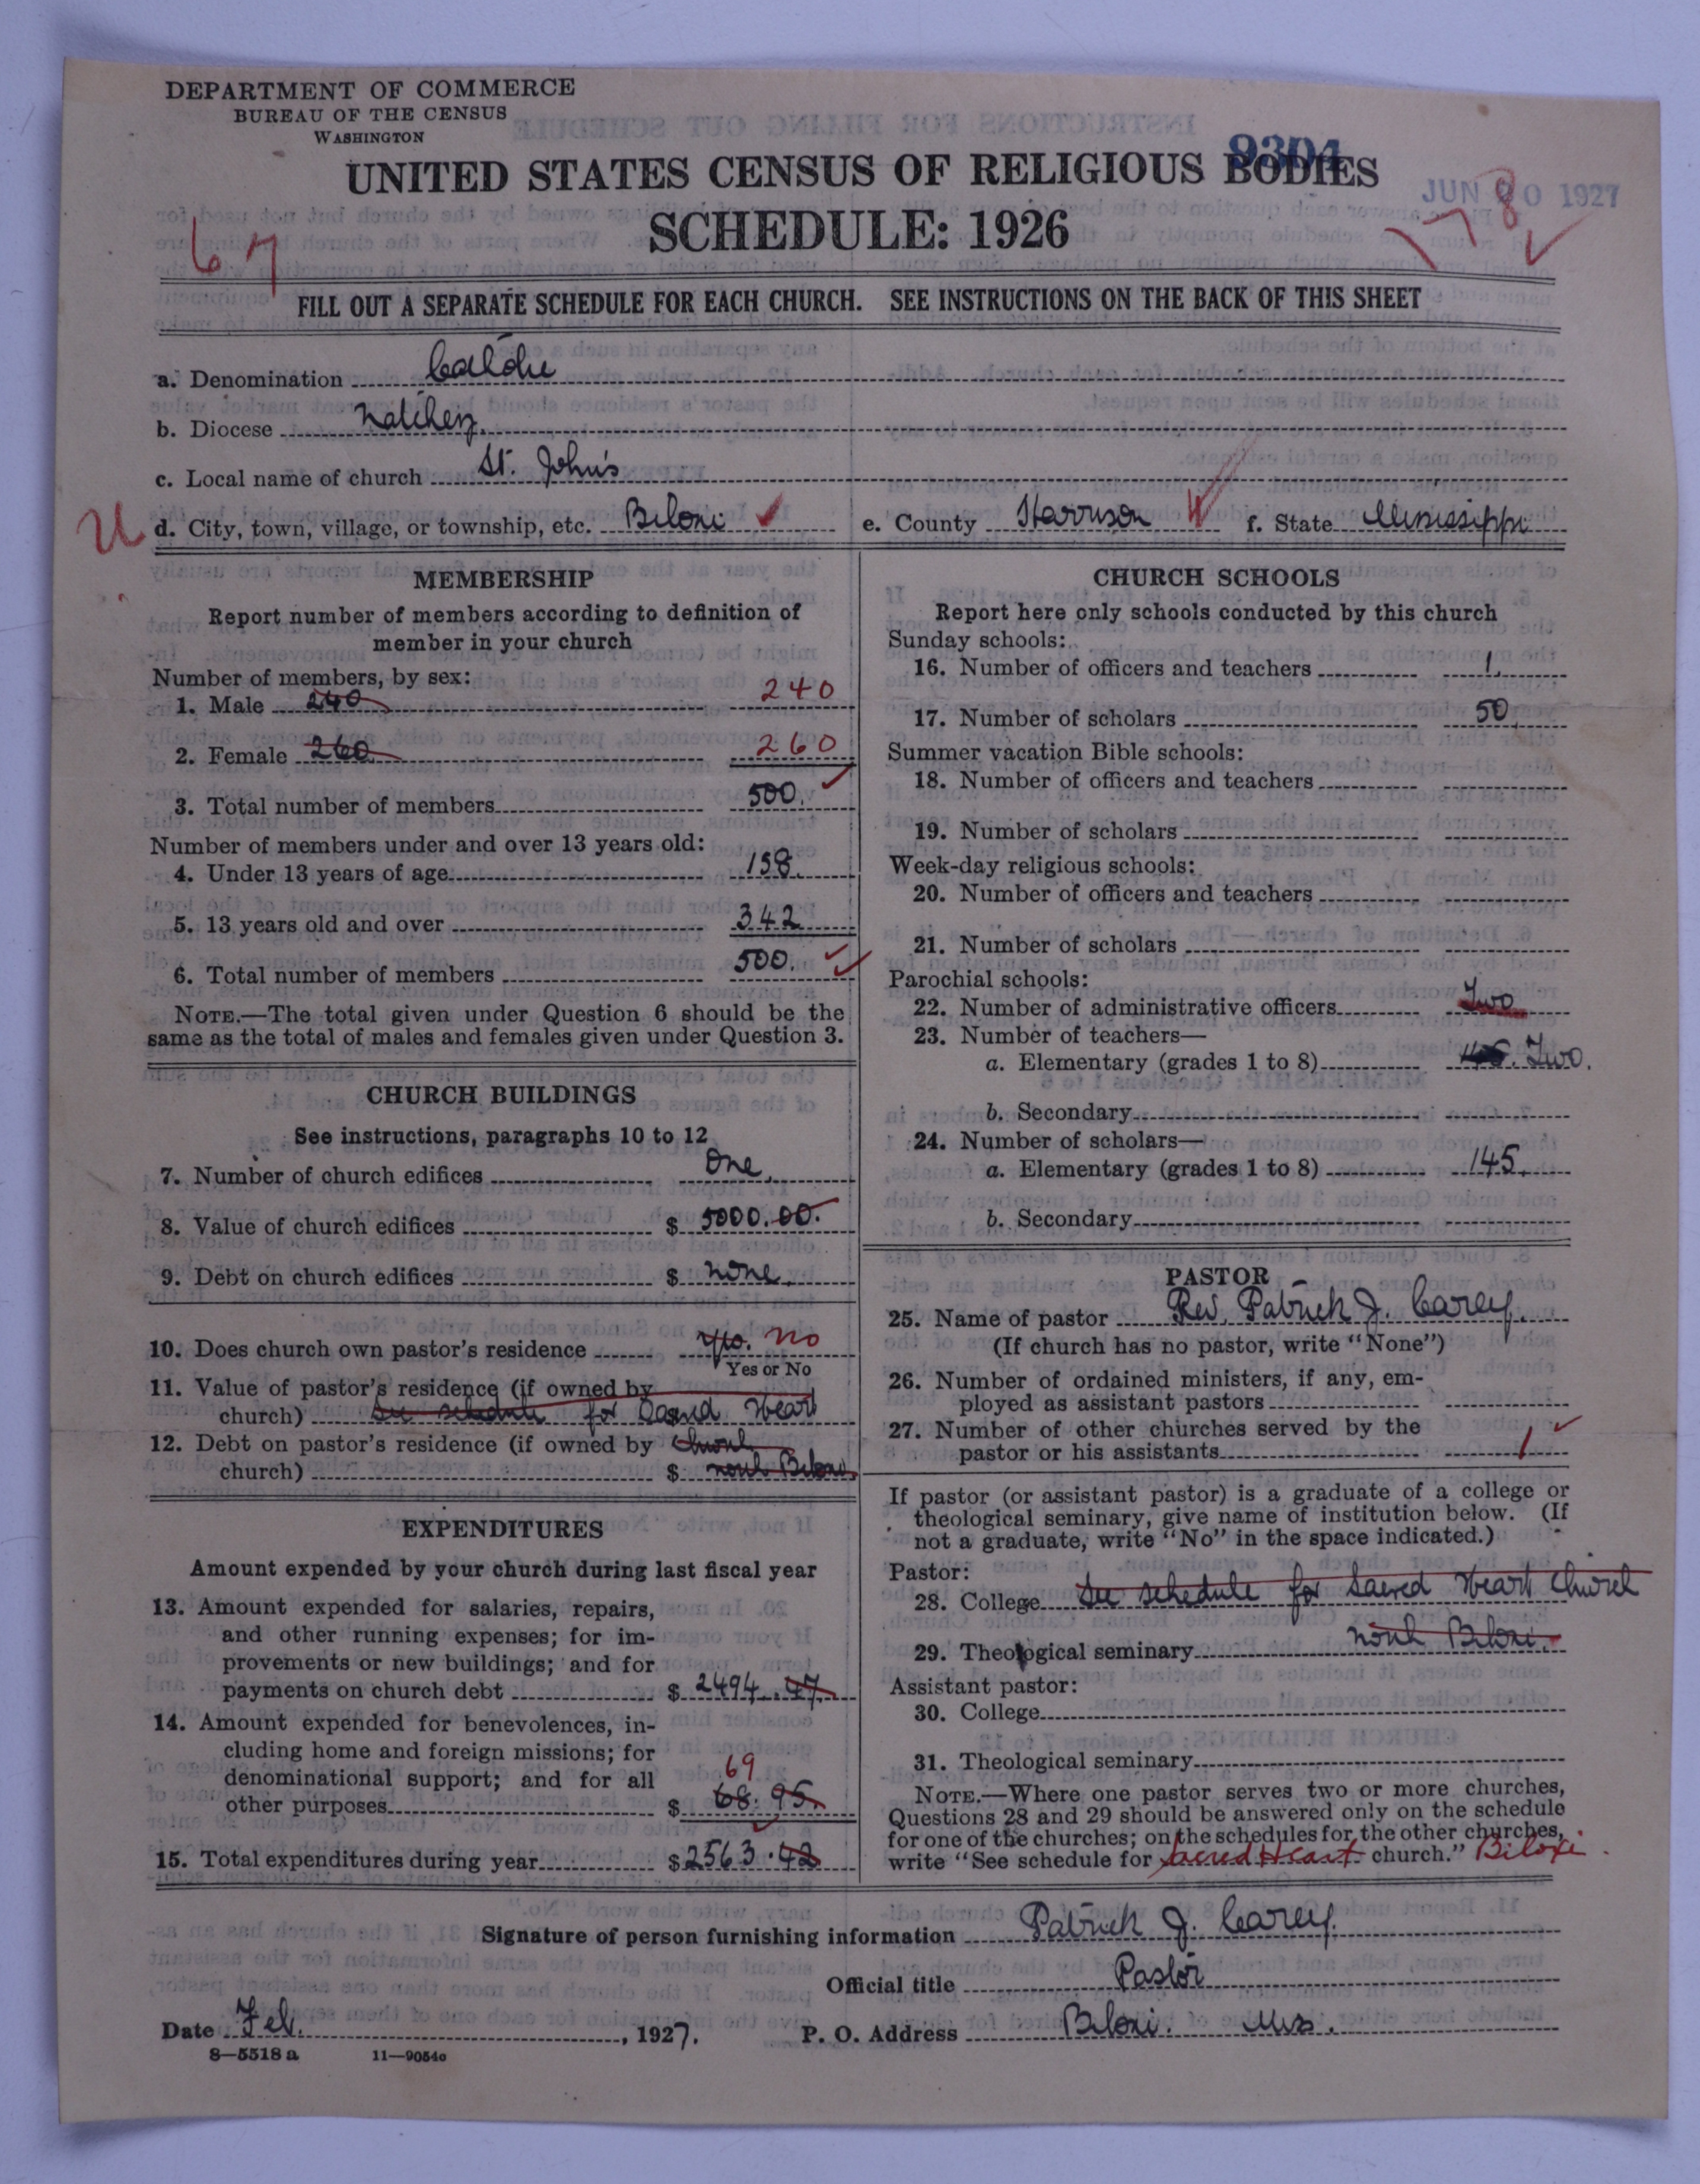 DEPARTMENT OF COMMERCE
BUREAU OF THE CENSUS
WASHINGTON
9304
UNITED STATES CENSUS OF RELIGIOUS BODIES
JUN 20 1927
SCHEDULE: 1926
67
178
FILL OUT A SEPARATE SCHEDULE FOR EACH CHURCH. SEE INSTRUCTIONS ON THE BACK OF THIS SHEET
a. Denomination Catholic
b. Diocese Natchez.
c. Local name of church St. John's
d. City, town, village, or township, etc. Biloxi e. County Harrison f. State Mississippi
MEMBERSHIP
Report number of members according to definition of
member in your church
Number of members, by sex:
1. Male 240 240
2. Female 260 260
3. Total number of members 500.
Number of members under and over 13 years old:
4. Under 13 years of age 158.
5. 13 years old and over 342
6. Total number of members 500.
NOTE.—The total given under Question 6 should be the
same as the total of males and females given under Question 3.
CHURCH BUILDINGS
See instructions, paragraphs 10 to 12
7. Number of church edifices One.
8. Value of church edifices $ 5000.00.
9. Debt on church edifices $ none.
10. Does church own pastor's residence no
Yes or No
11. Value of pastor's residence (if owned by
church) See schedule for Sacred Heart
12. Debt on pastor's residence (if owned by Church
church) $ north Biloxi
EXPENDITURES
Amount expended by your church during last fiscal year
13. Amount expended for salaries, repairs,
and other running expenses; for im-
provements or new buildings; and for
payments on church debt $ 2494.47
14. Amount expended for benevolences, in-
cluding home and foreign missions; for
denominational support; and for all 69
other purposes $ 68.95
15. Total expenditures during year $ 2563.42
CHURCH SCHOOLS
Report here only schools conducted by this church
Sunday schools:
16. Number of officers and teachers 1.
17. Number of scholars 50.
Summer vacation Bible schools:
18. Number of officers and teachers
19. Number of scholars
Week-day religious schools:
20. Number of officers and teachers
21. Number of scholars
Parochial schools:
22. Number of administrative officers Two
23. Number of teachers—
a. Elementary (grades 1 to 8) Two.
b. Secondary
24. Number of scholars—
a. Elementary (grades 1 to 8) 145.
b. Secondary
PASTOR
25. Name of pastor Rev. Patrick J. Carey.
(If church has no pastor, write "None")
26. Number of ordained ministers, if any, em-
ployed as assistant pastors
27. Number of other churches served by the
pastor or his assistants 1
If pastor (or assistant pastor) is a graduate of a college or
theological seminary, give name of institution below. (If
not a graduate, write "No" in the space indicated.)
Pastor:
28. College See schedule for Sacred Heart Church
29. Theological seminary north Biloxi.
Assistant pastor:
30. College
31. Theological seminary
NOTE.—Where one pastor serves two or more churches,
Questions 28 and 29 should be answered only on the schedule
for one of the churches; on the schedules for the other churches,
write "See schedule for Sacred Heart church." Biloxi.
Signature of person furnishing information Patrick J. Carey.
Official title Pastor
Date Feb. , 1927. P. O. Address Biloxi. Miss.
8—5518 a 11—9054c